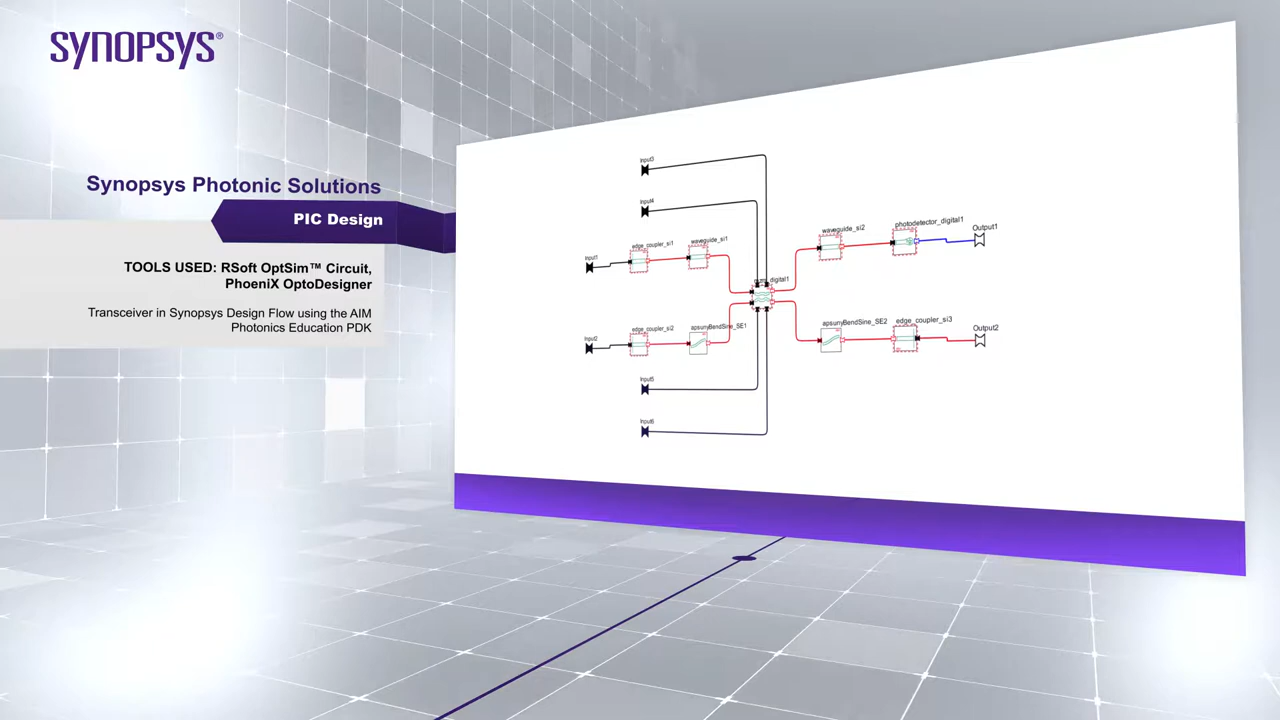 SYNOPSYS®
Synopsys Photonic Solutions
PIC Design
TOOLS USED: RSoft OptSim™ Circuit,
PhoeniX OptoDesigner
Transceiver in Synopsys Design Flow using the AIM
Photonics Education PDK
Input3
Input4
Input1
edge_coupler_si1
waveguide_si1
waveguide_si2
photodetector_digital1
Output1
Input2
edge_coupler_si2
apsunyBendSine_SE1
apsunyBendSine_SE2
edge_coupler_si3
Output2
Input5
Input6